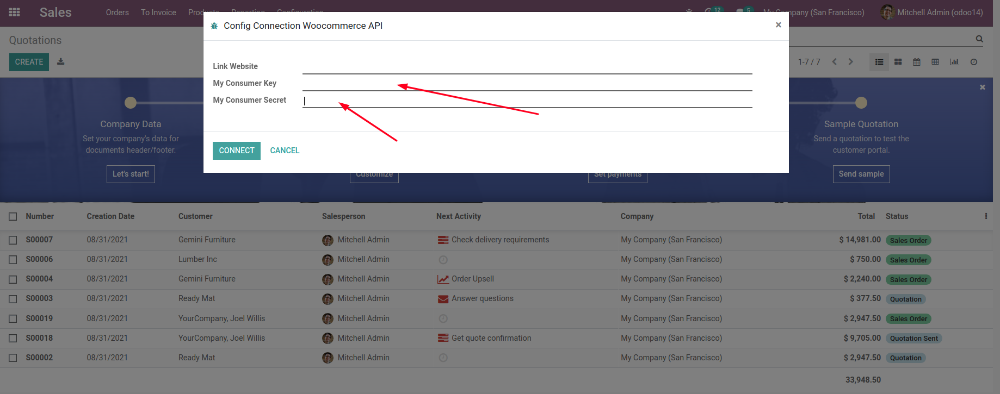 Sales Orders To Invoice Products Reporting Configuration 12 5 My Company (San Francisco) Mitchell Admin (odoo14)
Config Connection Woocommerce API ×
Quotations
CREATE 1-7 / 7
Link Website
My Consumer Key
My Consumer Secret
Company Data
Set your company's data for
documents header/footer.
Let's start!
Sample Quotation
Send a quotation to test the
customer portal.
Send sample
CONNECT CANCEL
Customize
Set payments
Number Creation Date Customer Salesperson Next Activity Company Total Status
S00007 08/31/2021 Gemini Furniture Mitchell Admin Check delivery requirements My Company (San Francisco) $ 14,981.00 Sales Order
S00006 08/31/2021 Lumber Inc Mitchell Admin My Company (San Francisco) $ 750.00 Sales Order
S00004 08/31/2021 Gemini Furniture Mitchell Admin Order Upsell My Company (San Francisco) $ 2,240.00 Sales Order
S00003 08/31/2021 Ready Mat Mitchell Admin Answer questions My Company (San Francisco) $ 377.50 Quotation
S00019 08/31/2021 YourCompany, Joel Willis Mitchell Admin My Company (San Francisco) $ 2,947.50 Sales Order
S00018 08/31/2021 YourCompany, Joel Willis Mitchell Admin Get quote confirmation My Company (San Francisco) $ 9,705.00 Quotation Sent
S00002 08/31/2021 Ready Mat Mitchell Admin My Company (San Francisco) $ 2,947.50 Quotation
33,948.50